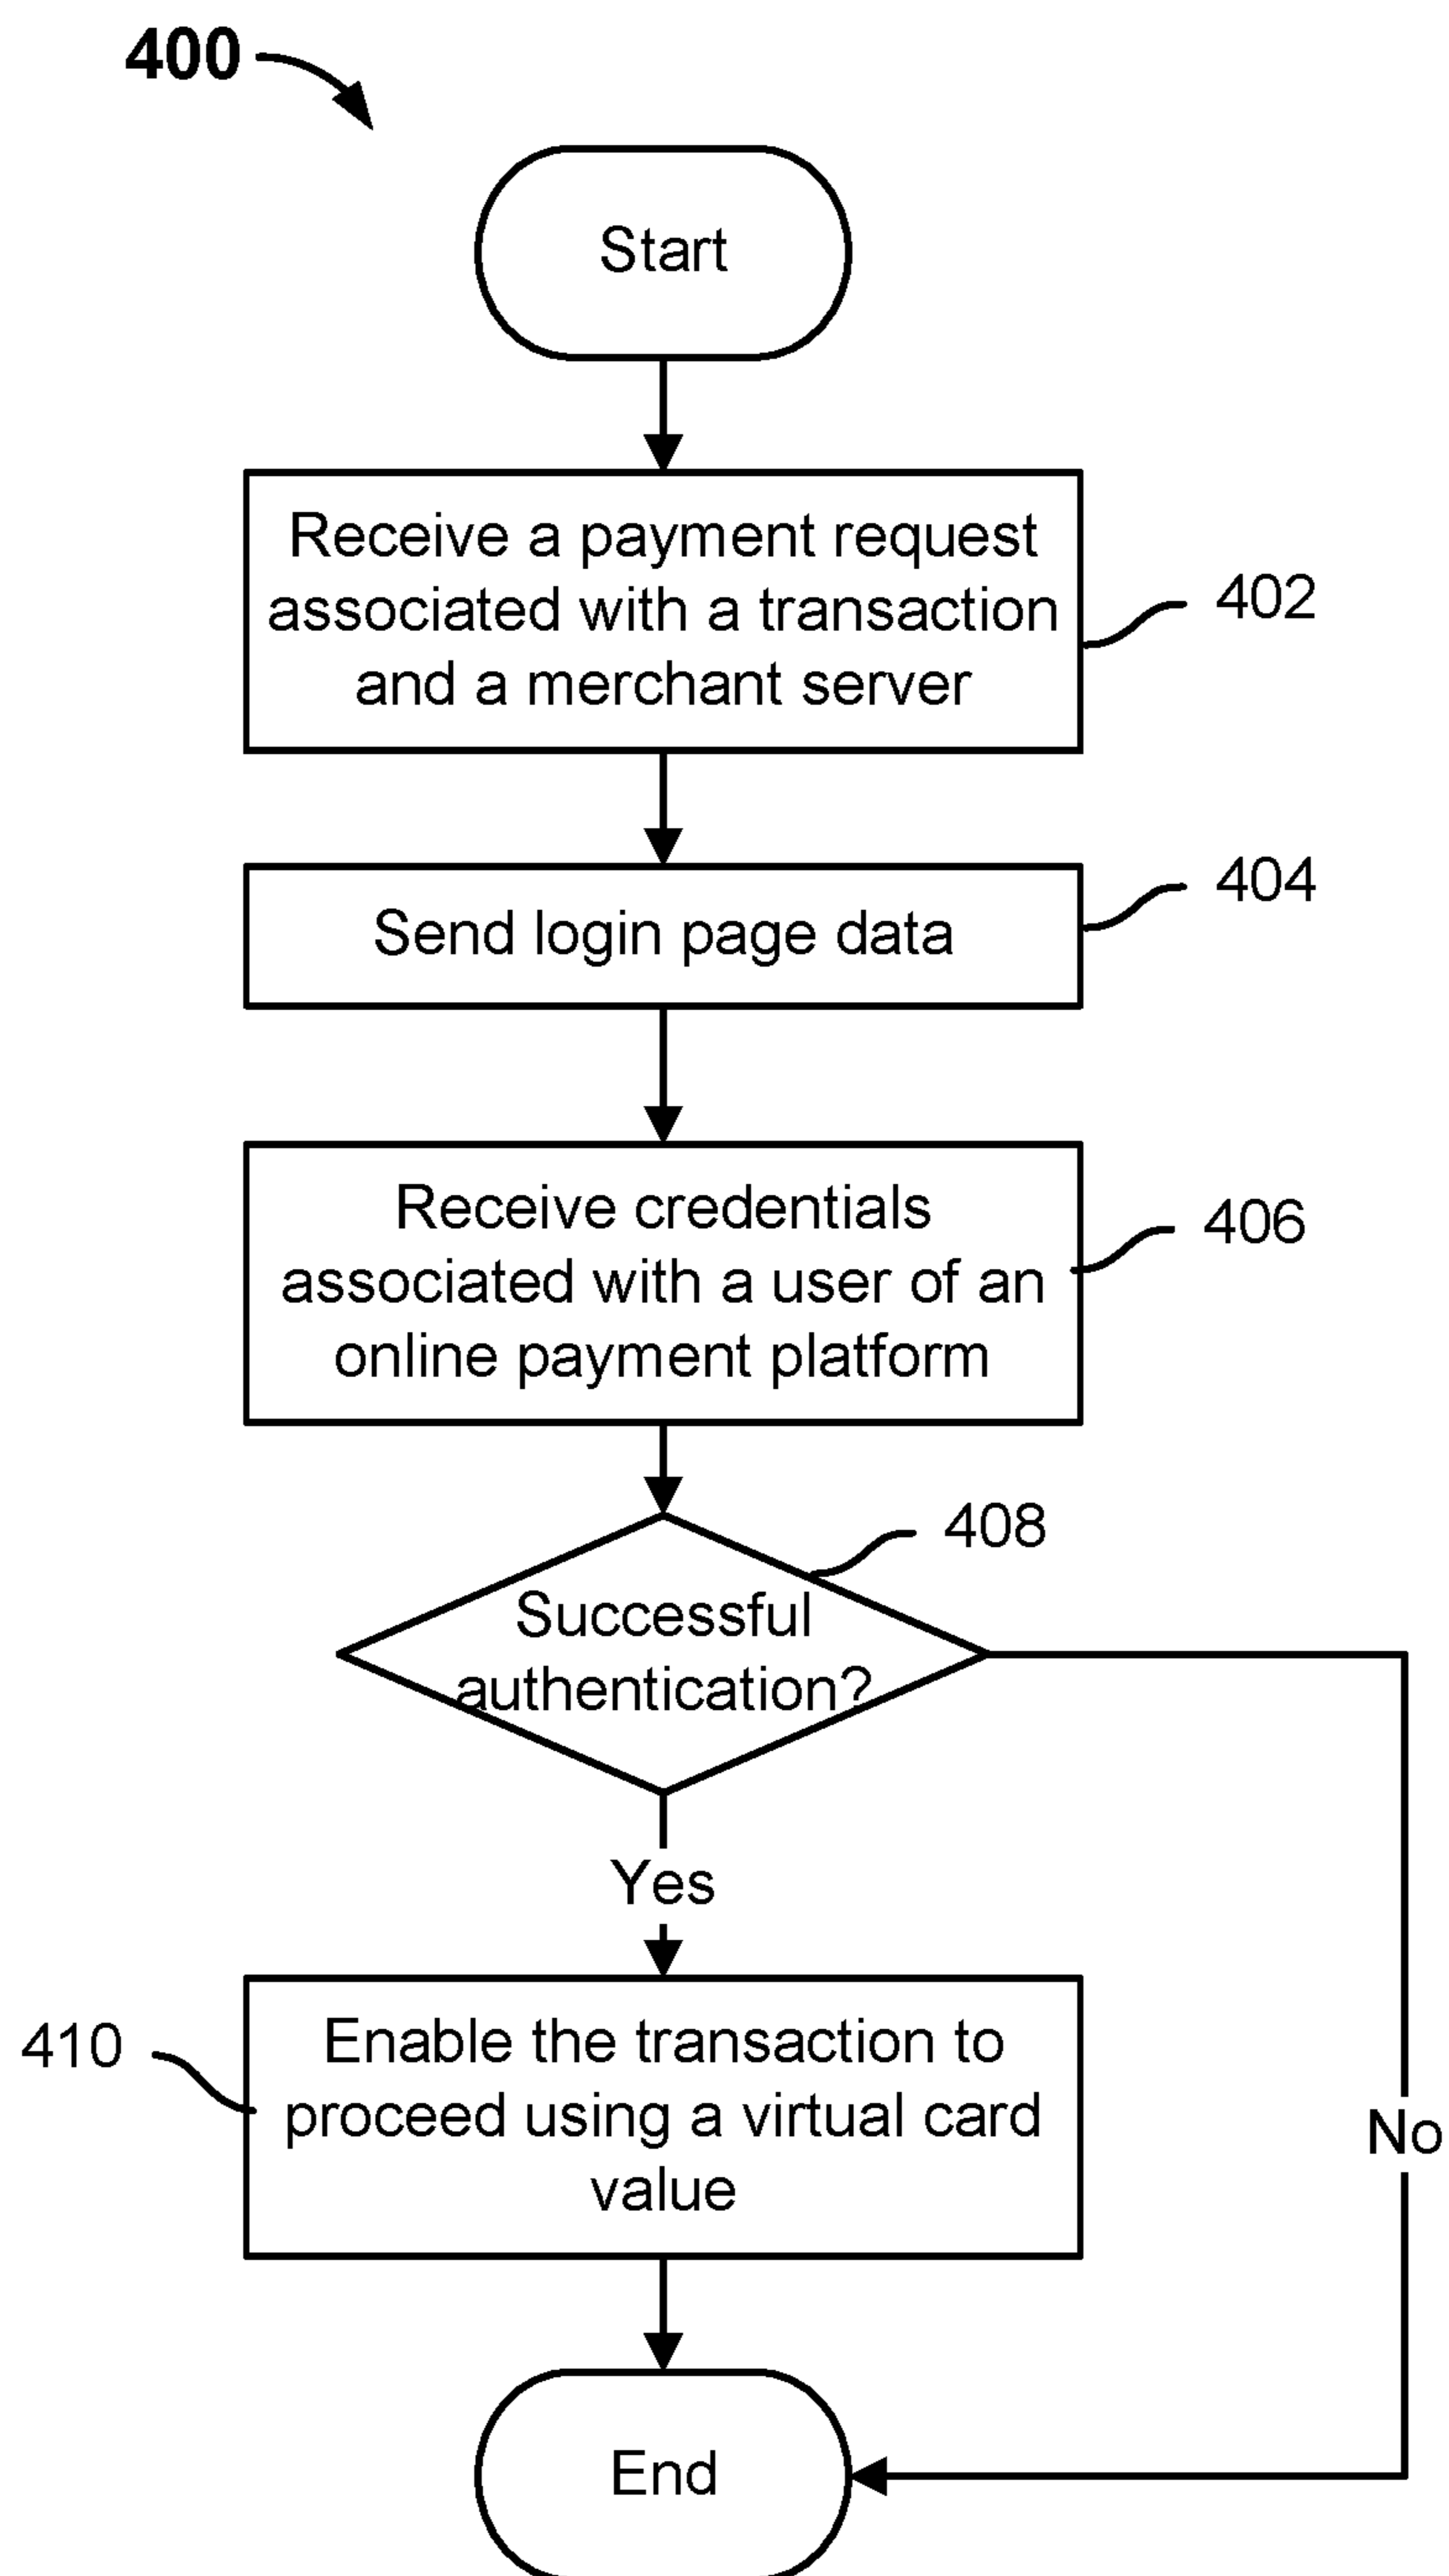 400
Start
Receive a payment request
associated with a transaction
and a merchant server
402
Send login page data
404
Receive credentials
associated with a user of an
online payment platform
406
408
Successful
authentication?
Yes
410
Enable the transaction to
proceed using a virtual card
value
No
End